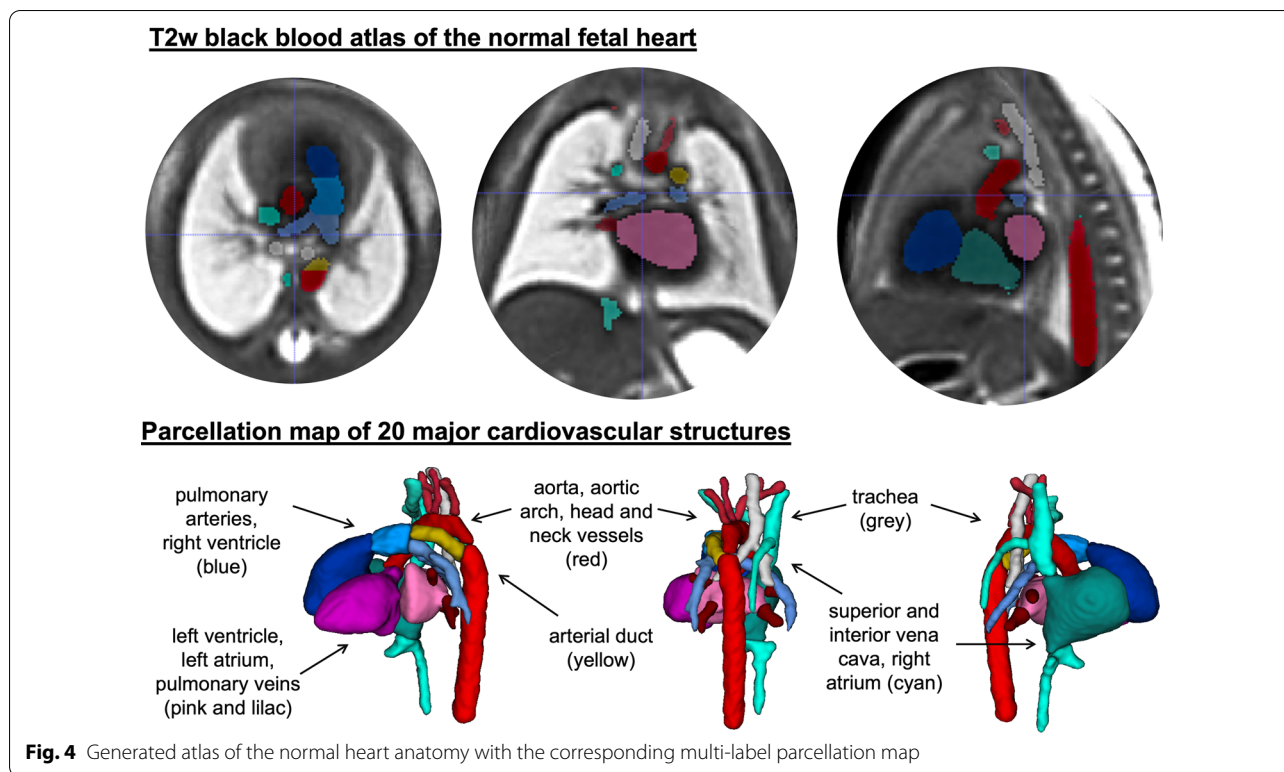 T2w black blood atlas of the normal fetal heart
Parcellation map of 20 major cardiovascular structures
pulmonary
arteries,
right ventricle
(blue)
aorta, aortic
arch, head and
neck vessels
(red)
trachea
(grey)
left ventricle,
left atrium,
pulmonary veins
(pink and lilac)
arterial duct
(yellow)
superior and
interior vena
cava, right
atrium (cyan)
Fig. 4 Generated atlas of the normal heart anatomy with the corresponding multi-label parcellation map